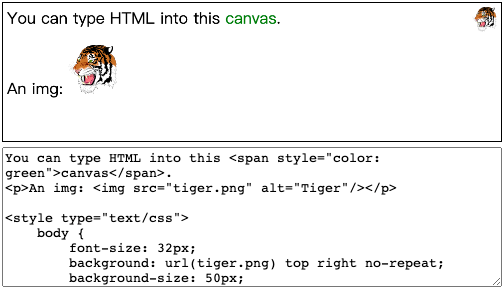 You can type HTML into this canvas.
An img:
You can type HTML into this <span style="color:
green">canvas</span>.
<p>An img: <img src="tiger.png" alt="Tiger"/></p>
<style type="text/css">
body {
font-size: 32px;
background: url(tiger.png) top right no-repeat;
background-size: 50px;